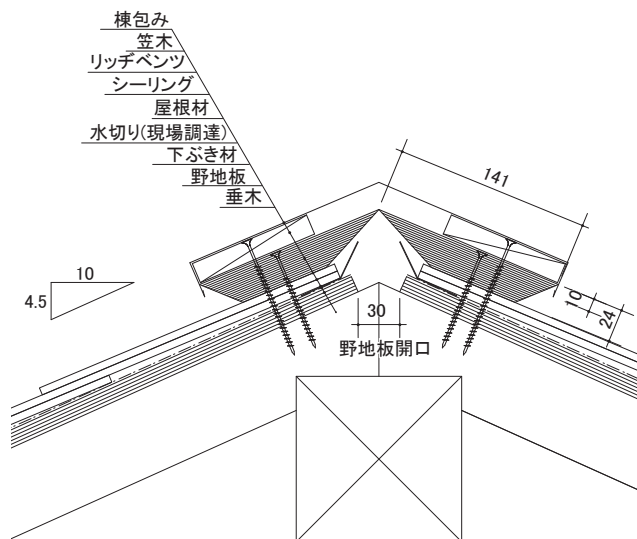 棟包み
笠木
リッヂベンツ
シーリング
屋根材
水切り(現場調達)
下ぶき材
野地板
垂木
141
10
4.5
10
24
30
野地板開口